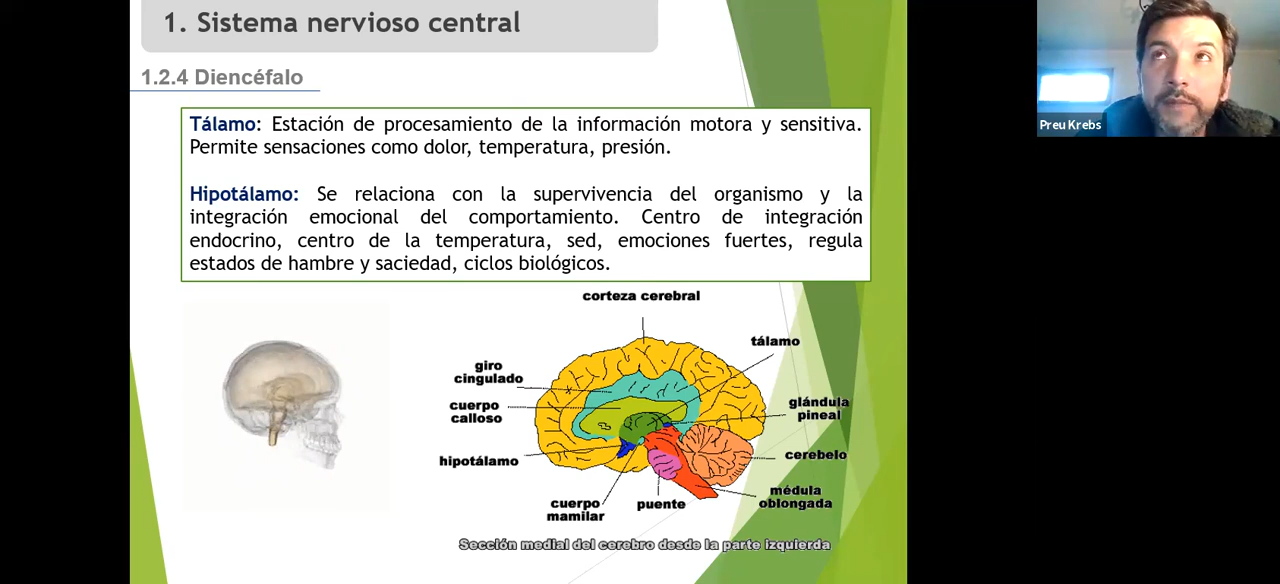 1. Sistema nervioso central
Preu Krebs
1.2.4 Diencéfalo
Tálamo: Estación de procesamiento de la información motora y sensitiva.
Permite sensaciones como dolor, temperatura, presión.
Hipotálamo: Se relaciona con la supervivencia del organismo y la
integración emocional del comportamiento. Centro de integración
endocrino, centro de la temperatura, sed, emociones fuertes, regula
estados de hambre y saciedad, ciclos biológicos.
corteza cerebral
tálamo
giro
cingulado
cuerpo
calloso
glándula
pineal
hipotálamo
cerebelo
cuerpo
mamilar
puente
médula
oblongada
Sección medial del cerebro desde la parte izquierda